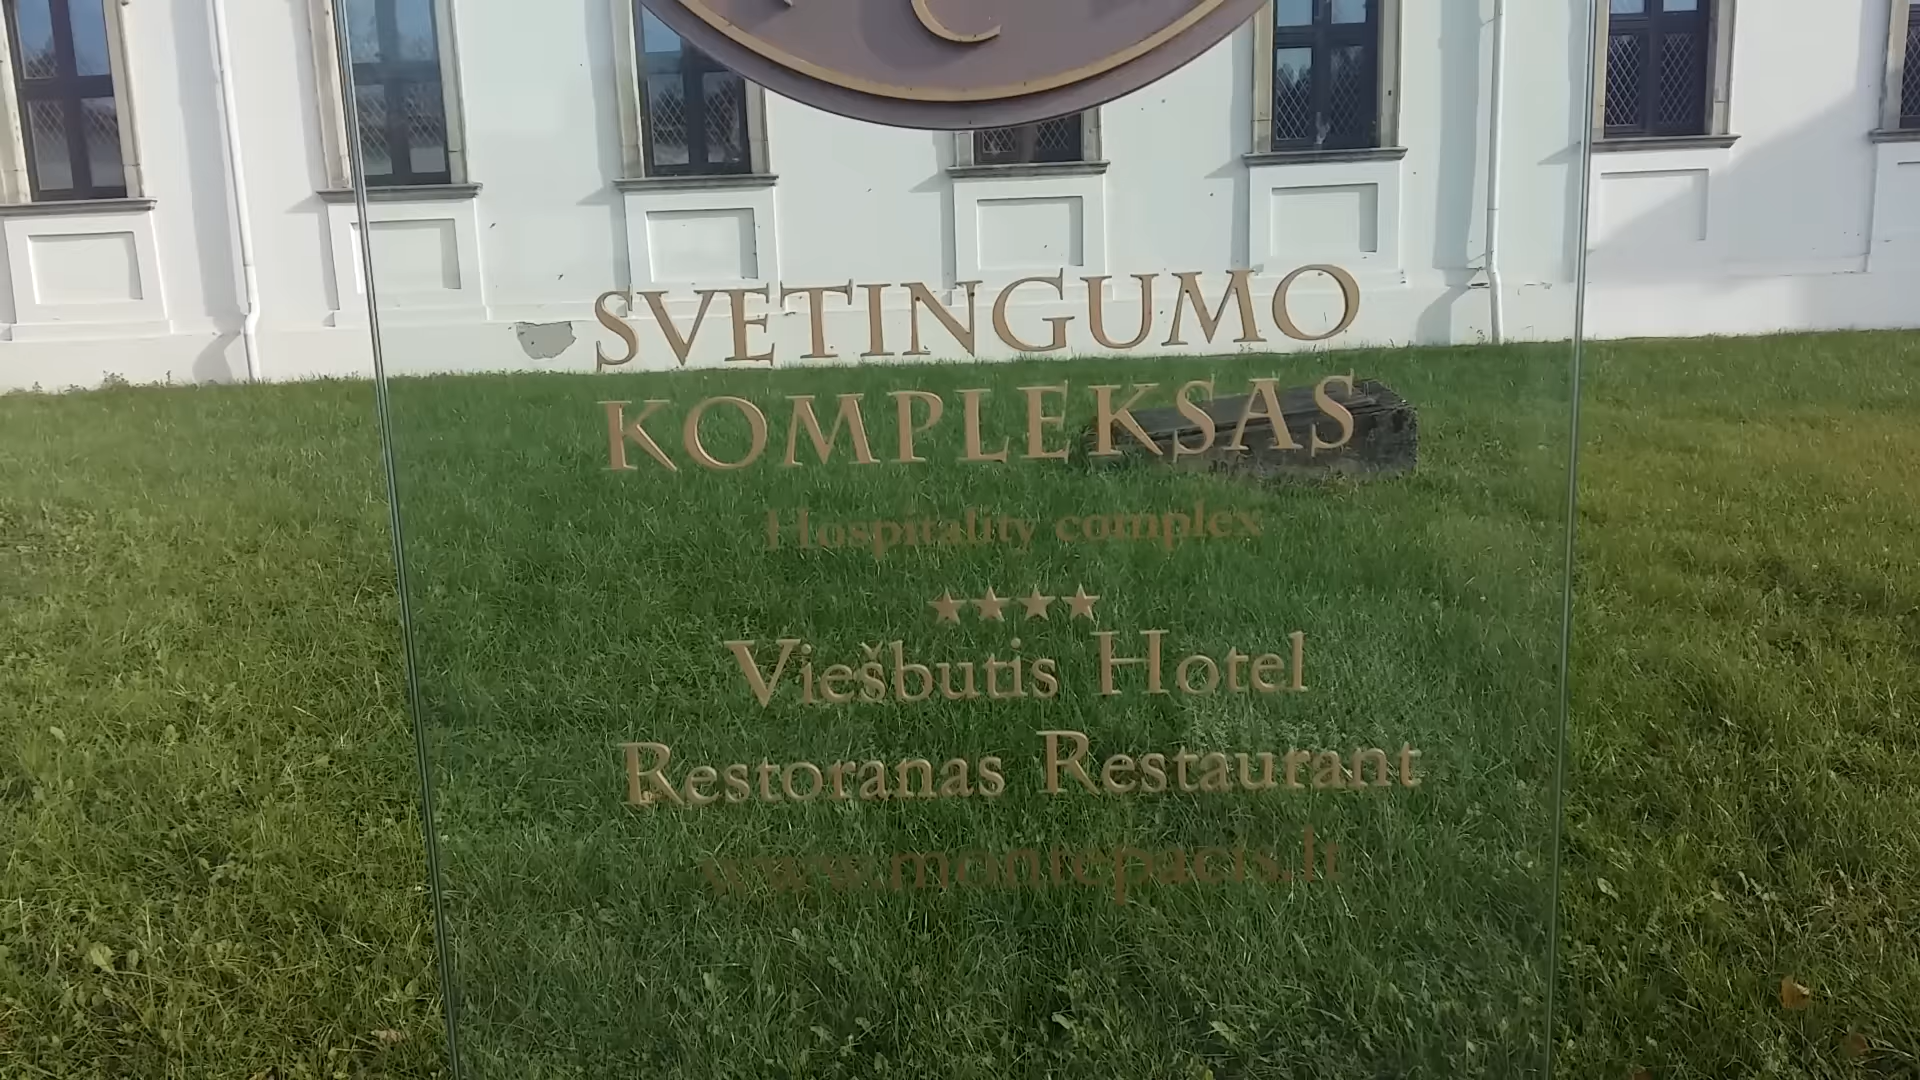 C
SVETINGUMO
KOMPLEKSAS
Hospitality complex
★★★★
Viešbutis Hotel
Restoranas Restaurant
www.montepacis.lt